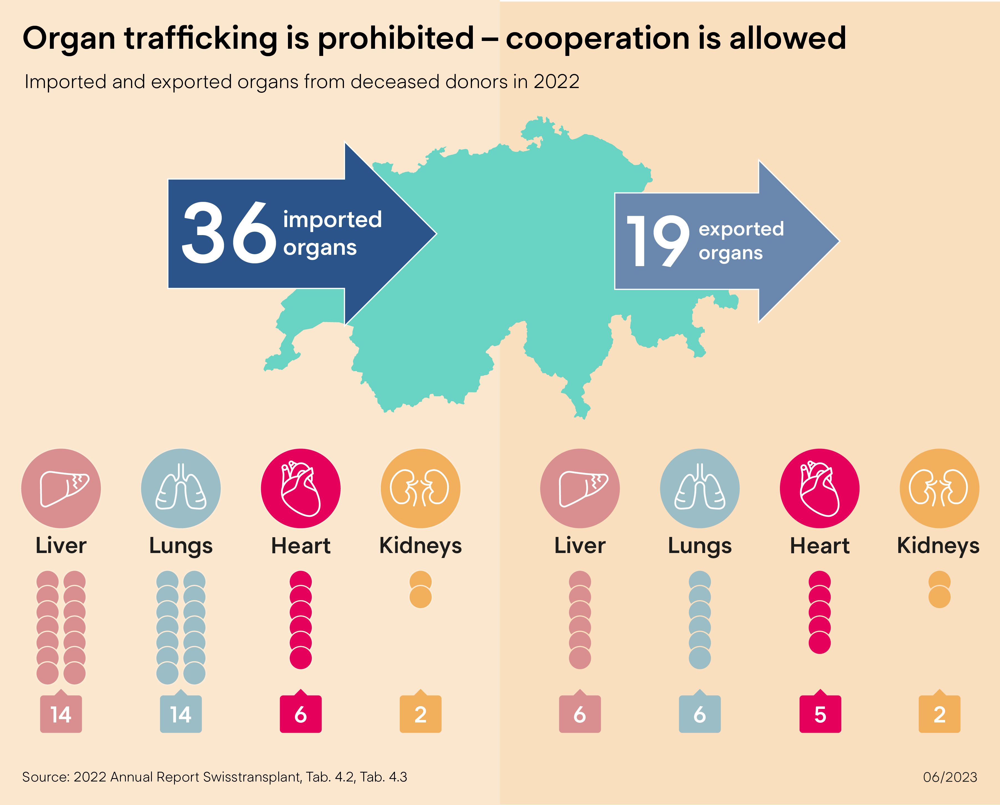 Organ trafficking is prohibited – cooperation is allowed
Imported and exported organs from deceased donors in 2022
36 imported organs
19 exported organs
Liver
Lungs
Heart
Kidneys
Liver
Lungs
Heart
Kidneys
14
14
6
2
6
6
5
2
Source: 2022 Annual Report Swisstransplant, Tab. 4.2, Tab. 4.3
06/2023